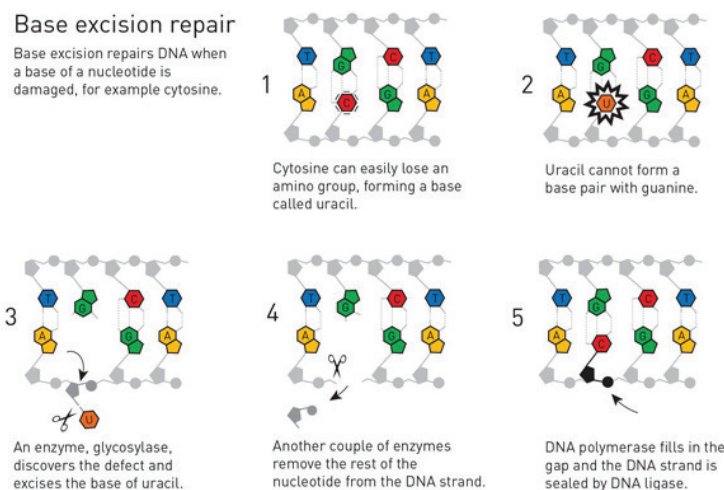 Base excision repair
Base excision repairs DNA when
a base of a nucleotide is
damaged, for example cytosine.
1
T G C T
A C G A
Cytosine can easily lose an
amino group, forming a base
called uracil.
2
T G C T
A U G A
Uracil cannot form a
base pair with guanine.
3
T G C T
A G A
U
An enzyme, glycosylase,
discovers the defect and
excises the base of uracil.
4
T G C T
A G A
Another couple of enzymes
remove the rest of the
nucleotide from the DNA strand.
5
T G C T
A C G A
DNA polymerase fills in the
gap and the DNA strand is
sealed by DNA ligase.